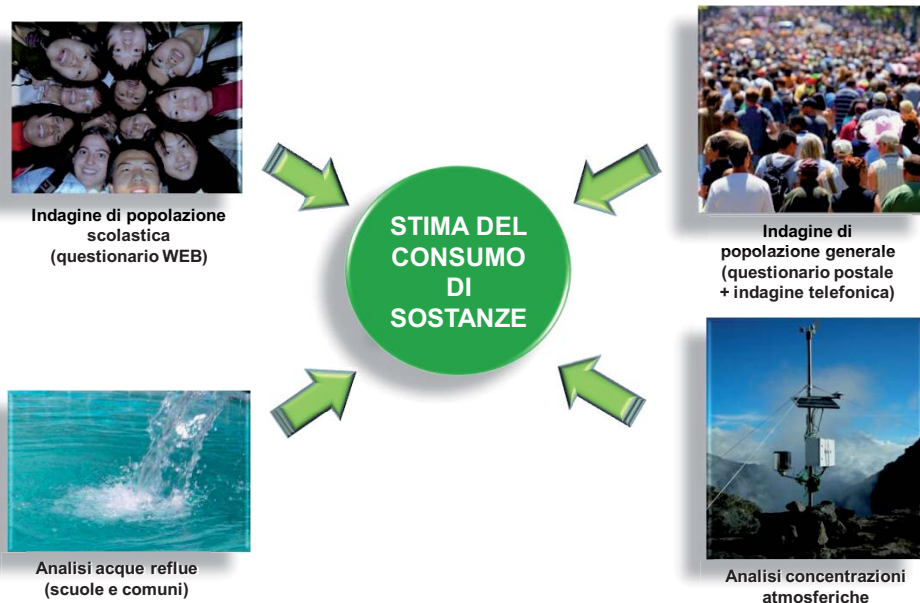 Indagine di popolazione
scolastica
(questionario WEB)
STIMA DEL
CONSUMO
DI
SOSTANZE
Indagine di
popolazione generale
(questionario postale
+ indagine telefonica)
Analisi acque reflue
(scuole e comuni)
Analisi concentrazioni
atmosferiche